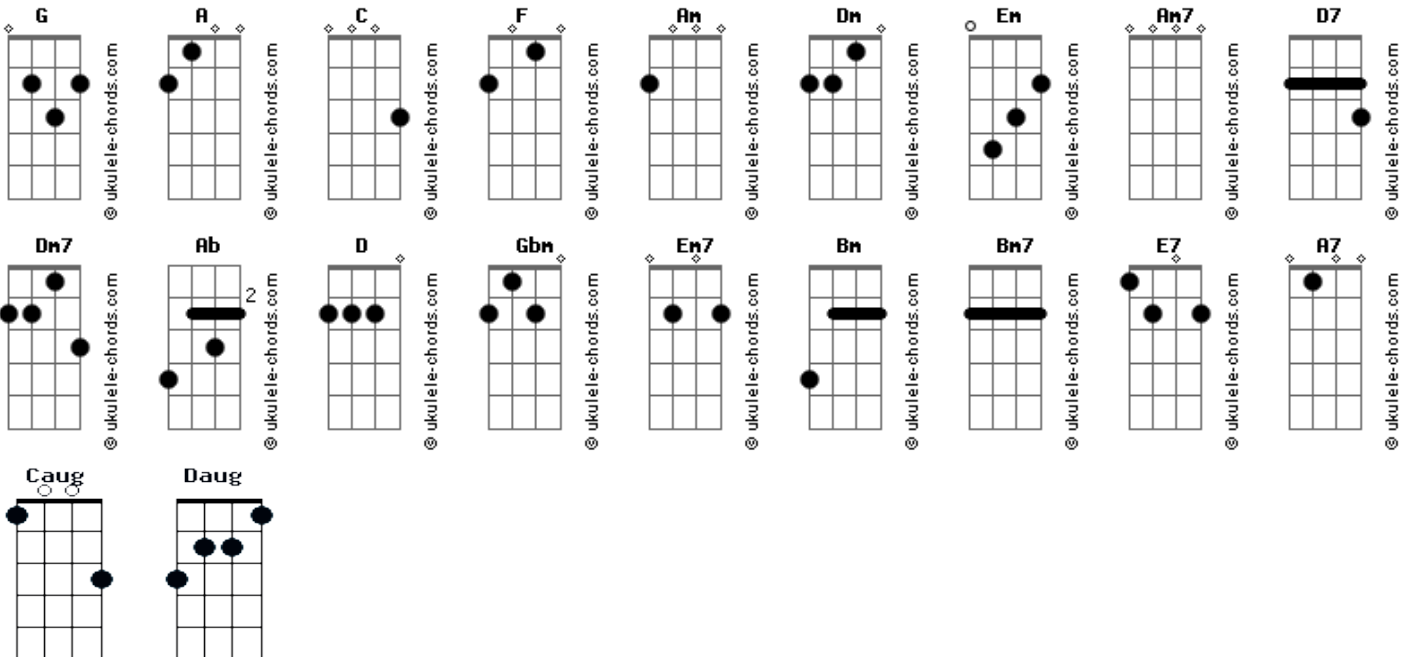 G A C F Am Dm Em Am7 D7
© ukulele-chords.com © ukulele-chords.com © ukulele-chords.com © ukulele-chords.com © ukulele-chords.com © ukulele-chords.com © ukulele-chords.com © ukulele-chords.com © ukulele-chords.com
Dm7 Ab D Gbm Em7 Bm Bm7 E7 A7
2
© ukulele-chords.com © ukulele-chords.com © ukulele-chords.com © ukulele-chords.com © ukulele-chords.com © ukulele-chords.com © ukulele-chords.com © ukulele-chords.com © ukulele-chords.com
Caug Daug